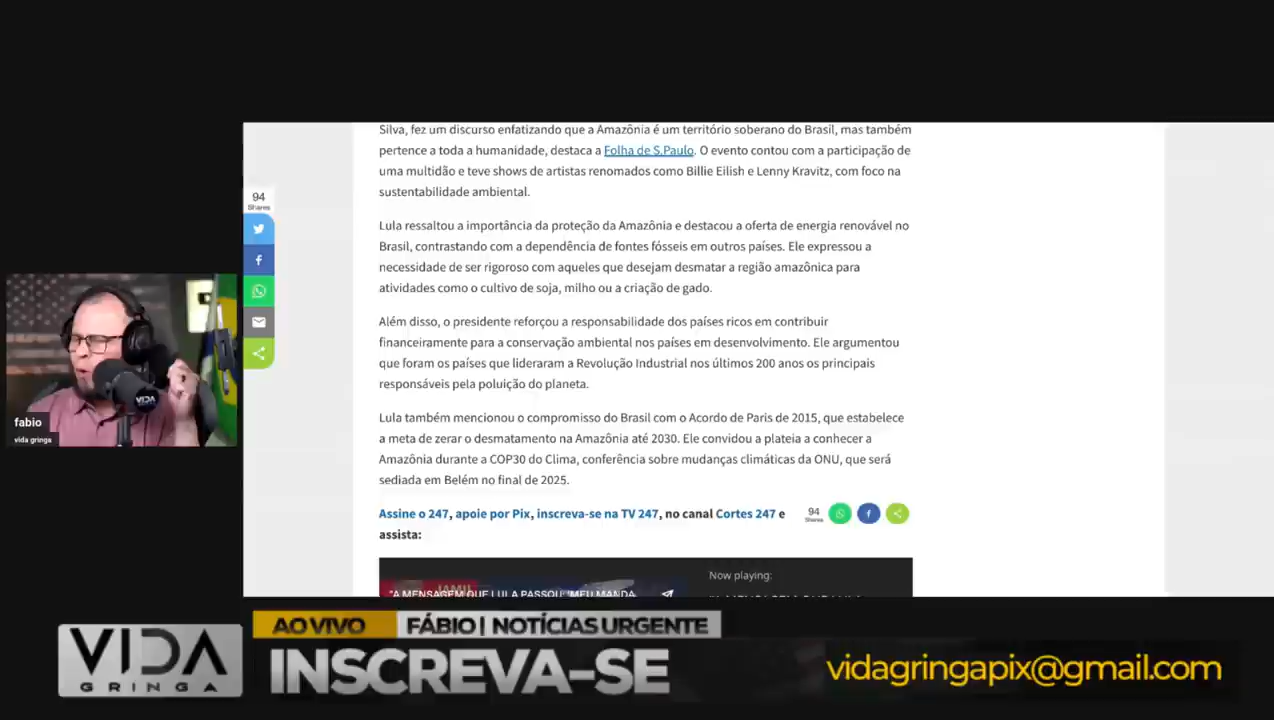 Silva, fez um discurso enfatizando que a Amazônia é um território soberano do Brasil, mas também
pertence a toda a humanidade, destaca a Folha de S.Paulo. O evento contou com a participação de
uma multidão e teve shows de artistas renomados como Billie Eilish e Lenny Kravitz, com foco na
sustentabilidade ambiental.
94
Shares
Lula ressaltou a importância da proteção da Amazônia e destacou a oferta de energia renovável no
Brasil, contrastando com a dependência de fontes fósseis em outros países. Ele expressou a
necessidade de ser rigoroso com aqueles que desejam desmatar a região amazônica para
atividades como o cultivo de soja, milho ou a criação de gado.
Além disso, o presidente reforçou a responsabilidade dos países ricos em contribuir
financeiramente para a conservação ambiental nos países em desenvolvimento. Ele argumentou
que foram os países que lideraram a Revolução Industrial nos últimos 200 anos os principais
responsáveis pela poluição do planeta.
Lula também mencionou o compromisso do Brasil com o Acordo de Paris de 2015, que estabelece
a meta de zerar o desmatamento na Amazônia até 2030. Ele convidou a plateia a conhecer a
Amazônia durante a COP30 do Clima, conferência sobre mudanças climáticas da ONU, que será
sediada em Belém no final de 2025.
Assine o 247, apoie por Pix, inscreva-se na TV 247, no canal Cortes 247 e
assista:
94
Shares
Now playing:
"A MENSAGEM QUE LULA PASSOU 'MEU MANDA
VIDA
fabio
vida gringa
AO VIVO
FÁBIO | NOTÍCIAS URGENTE
VIDA
GRINGA
INSCREVA-SE
vidagringapix@gmail.com